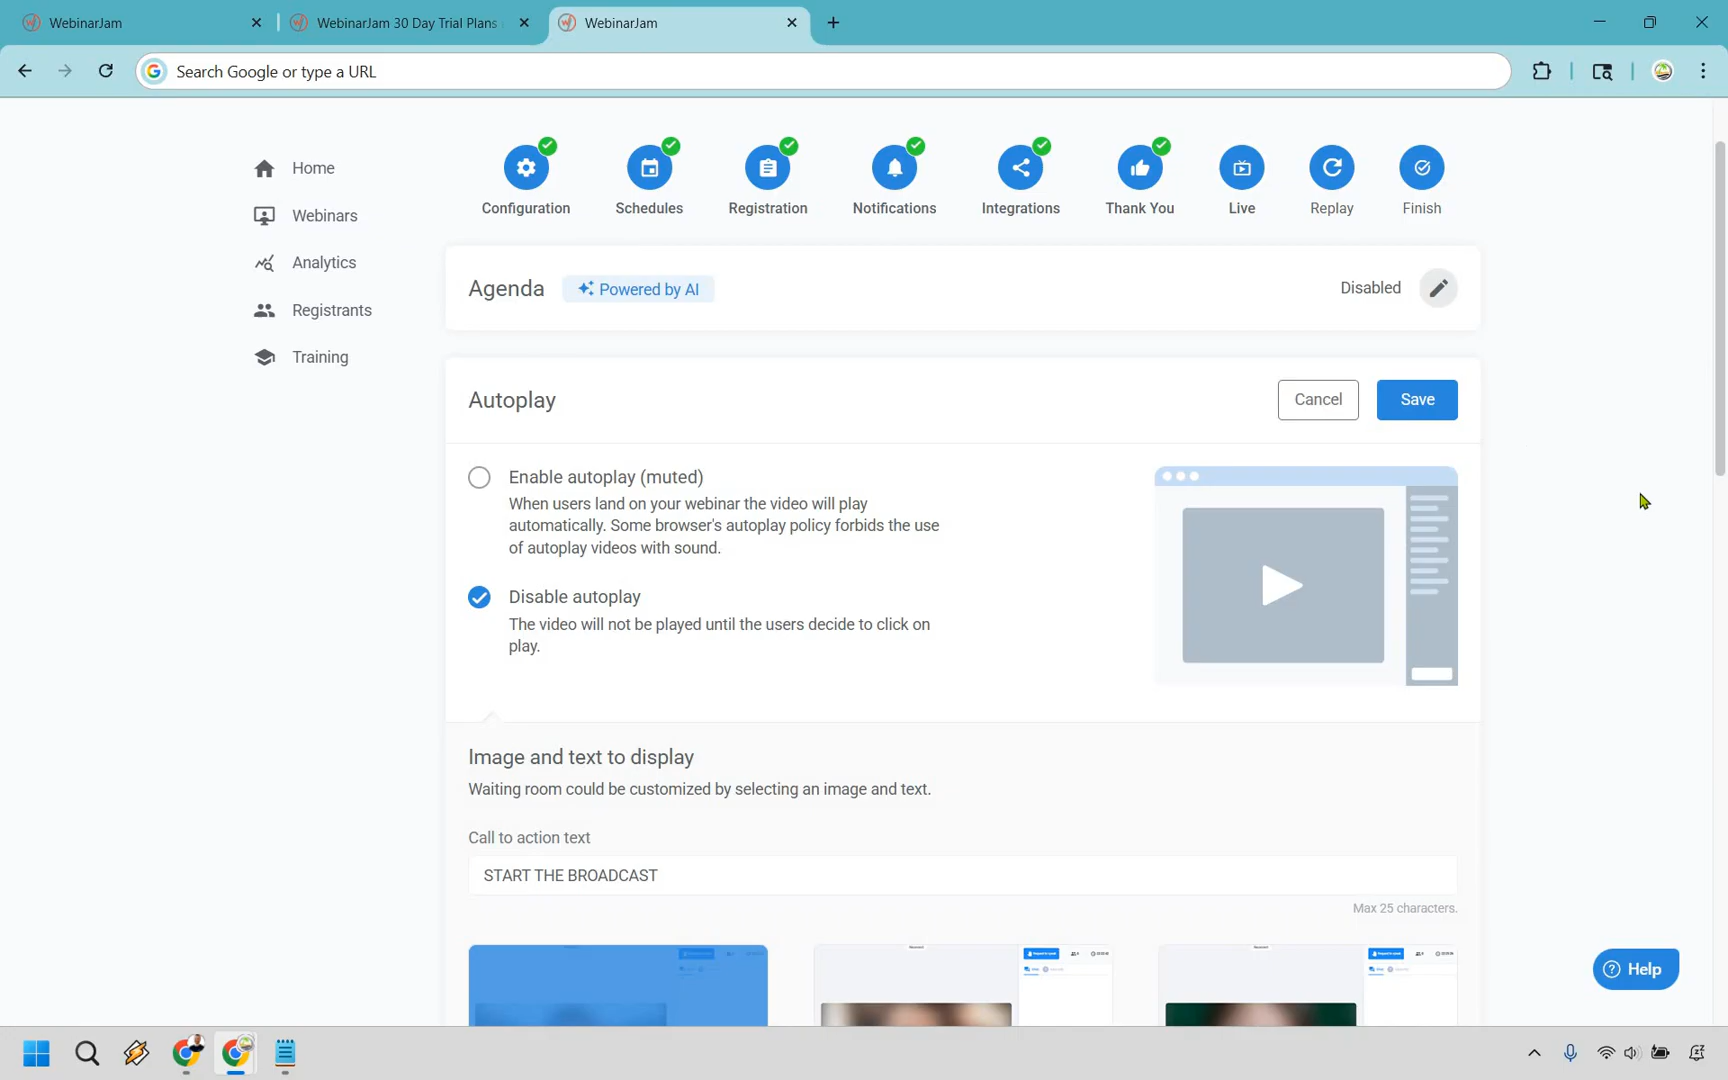 WebinarJam
WebinarJam 30 Day Trial Plans
WebinarJam
Search Google or type a URL
Home
Webinars
Analytics
Registrants
Training
Configuration
Schedules
Registration
Notifications
Integrations
Thank You
Live
Replay
Finish
Agenda
Powered by AI
Disabled
Autoplay
Cancel
Save
Enable autoplay (muted)
When users land on your webinar the video will play
automatically. Some browser's autoplay policy forbids the use
of autoplay videos with sound.
Disable autoplay
The video will not be played until the users decide to click on
play.
Image and text to display
Waiting room could be customized by selecting an image and text.
Call to action text
START THE BROADCAST
Max 25 characters.
Help